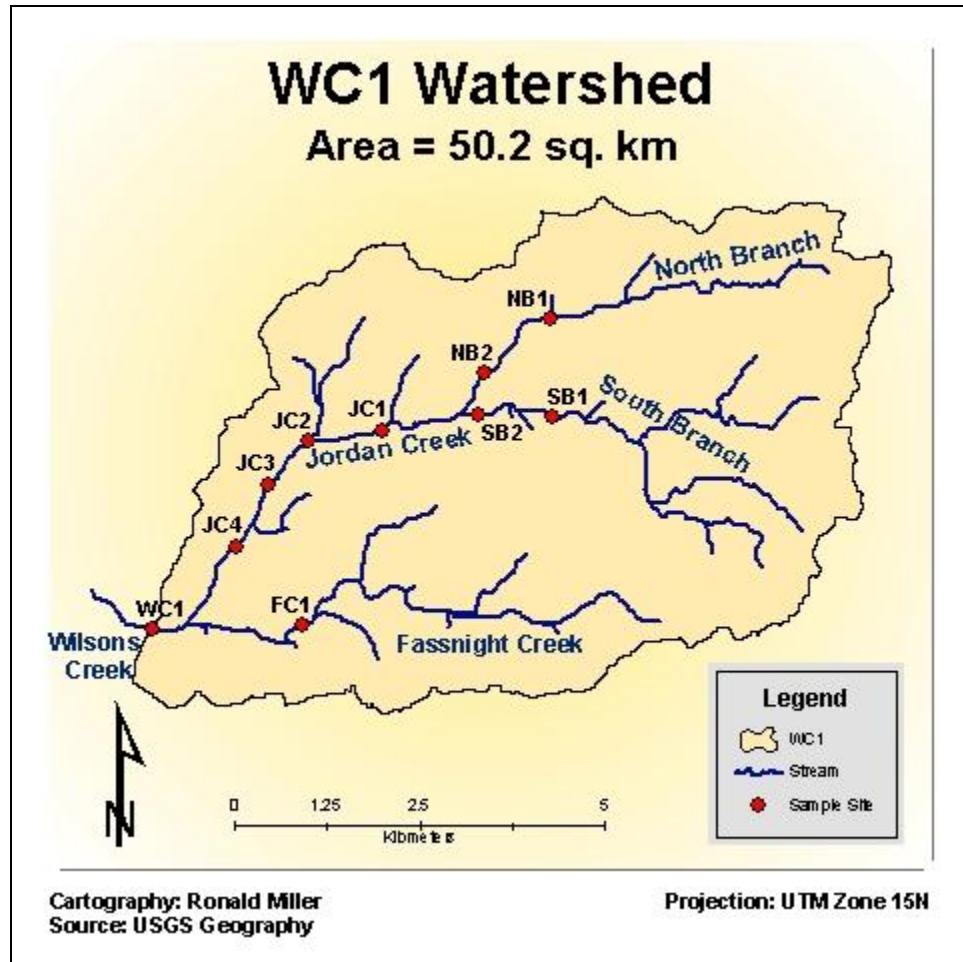 WC1 Watershed
Area = 50.2 sq. km
North Branch
NB1
NB2
SB1
South Branch
JC1
JC2
SB2
Jordan Creek
JC3
JC4
WC1
FC1
Wilsons
Creek
Fassnight Creek
N
0 1.25 2.5 5
Kilometers
Legend
WC1
Stream
Sample Site
Cartography: Ronald Miller
Source: USGS Geography
Projection: UTM Zone 15N